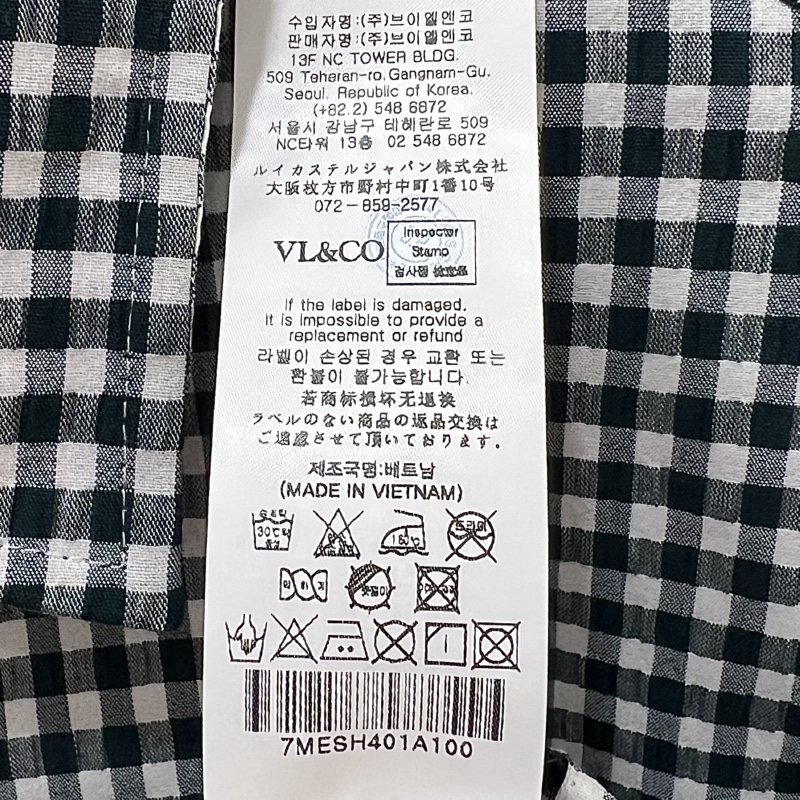 수입자명:(주)브이엘엔코
판매자명:(주)브이엘엔코
13F NC TOWER BLDG.
509 Teheran-ro,Gangnam-Gu.
Seoul. Republic of Korea.
(+82.2) 548 6872
서울시 강남구 테헤란로 509
NC타워 13층 02 548 6872
ルイカステルジャパン株式会社
大阪枚方市野村中町1番10号
072-859-2577
VL&CO
Inspector
Stamp
If the label is damaged,
It is impossible to provide a
replacement or refund
라벨이 손상된 경우 교환 또는
환불이 불가능합니다.
若商标损坏无退换
ラベルのない商品の返品交換は
ご遠慮させて頂いております。
제조국명:베트남
(MADE IN VIETNAM)
손세탁
30℃
중성
160℃
드라이
7MESH401A100